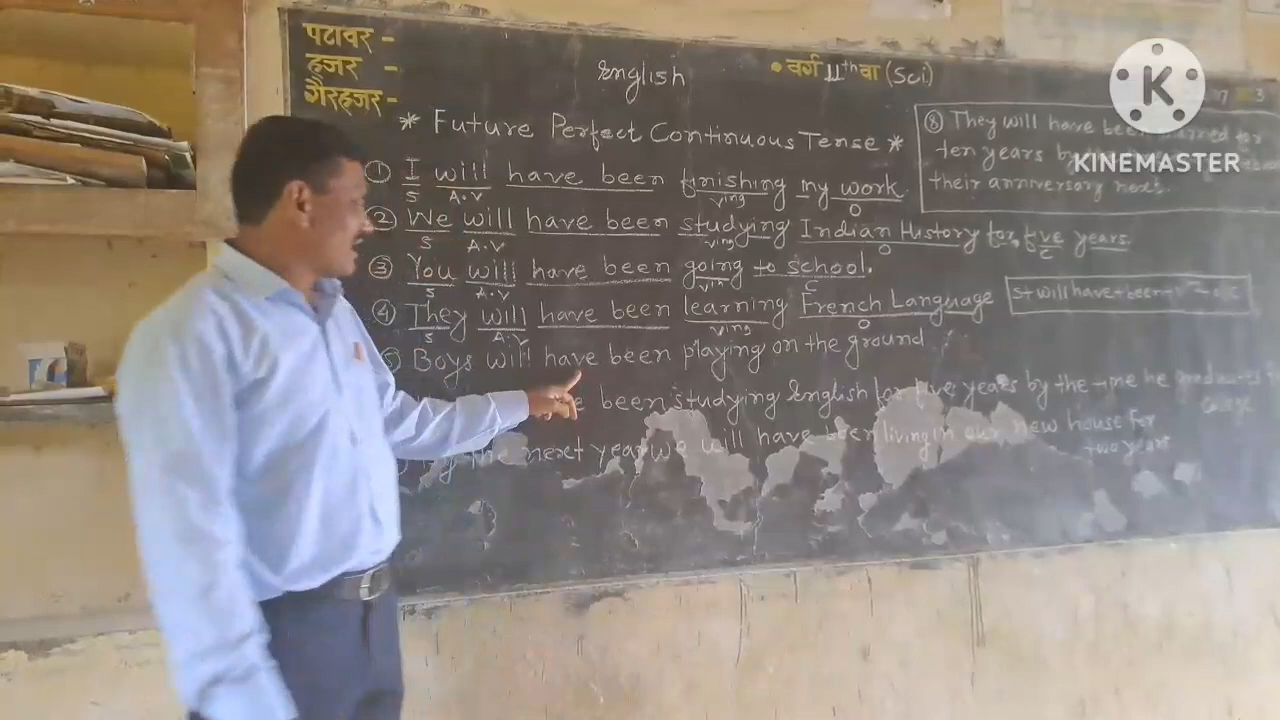 पटावर -
हजर -
गैरहजर -
English
• वर्ग 11th वा (Sci)
* Future Perfect Continuous Tense *
① I will have been finishing my work.
S A.V ving O
② We will have been studying Indian History for five years.
S A.V ving O C
③ You will have been going to school.
S A.V ving C
④ They will have been learning French Language
S A.V ving O
⑤ Boys will have been playing on the ground
been studying English for five years by the time he
the next year we will have been living in our new house for
two years
⑧ They will have been for
ten years by
their anniversary next.
S+ will have + been +
K
KINEMASTER